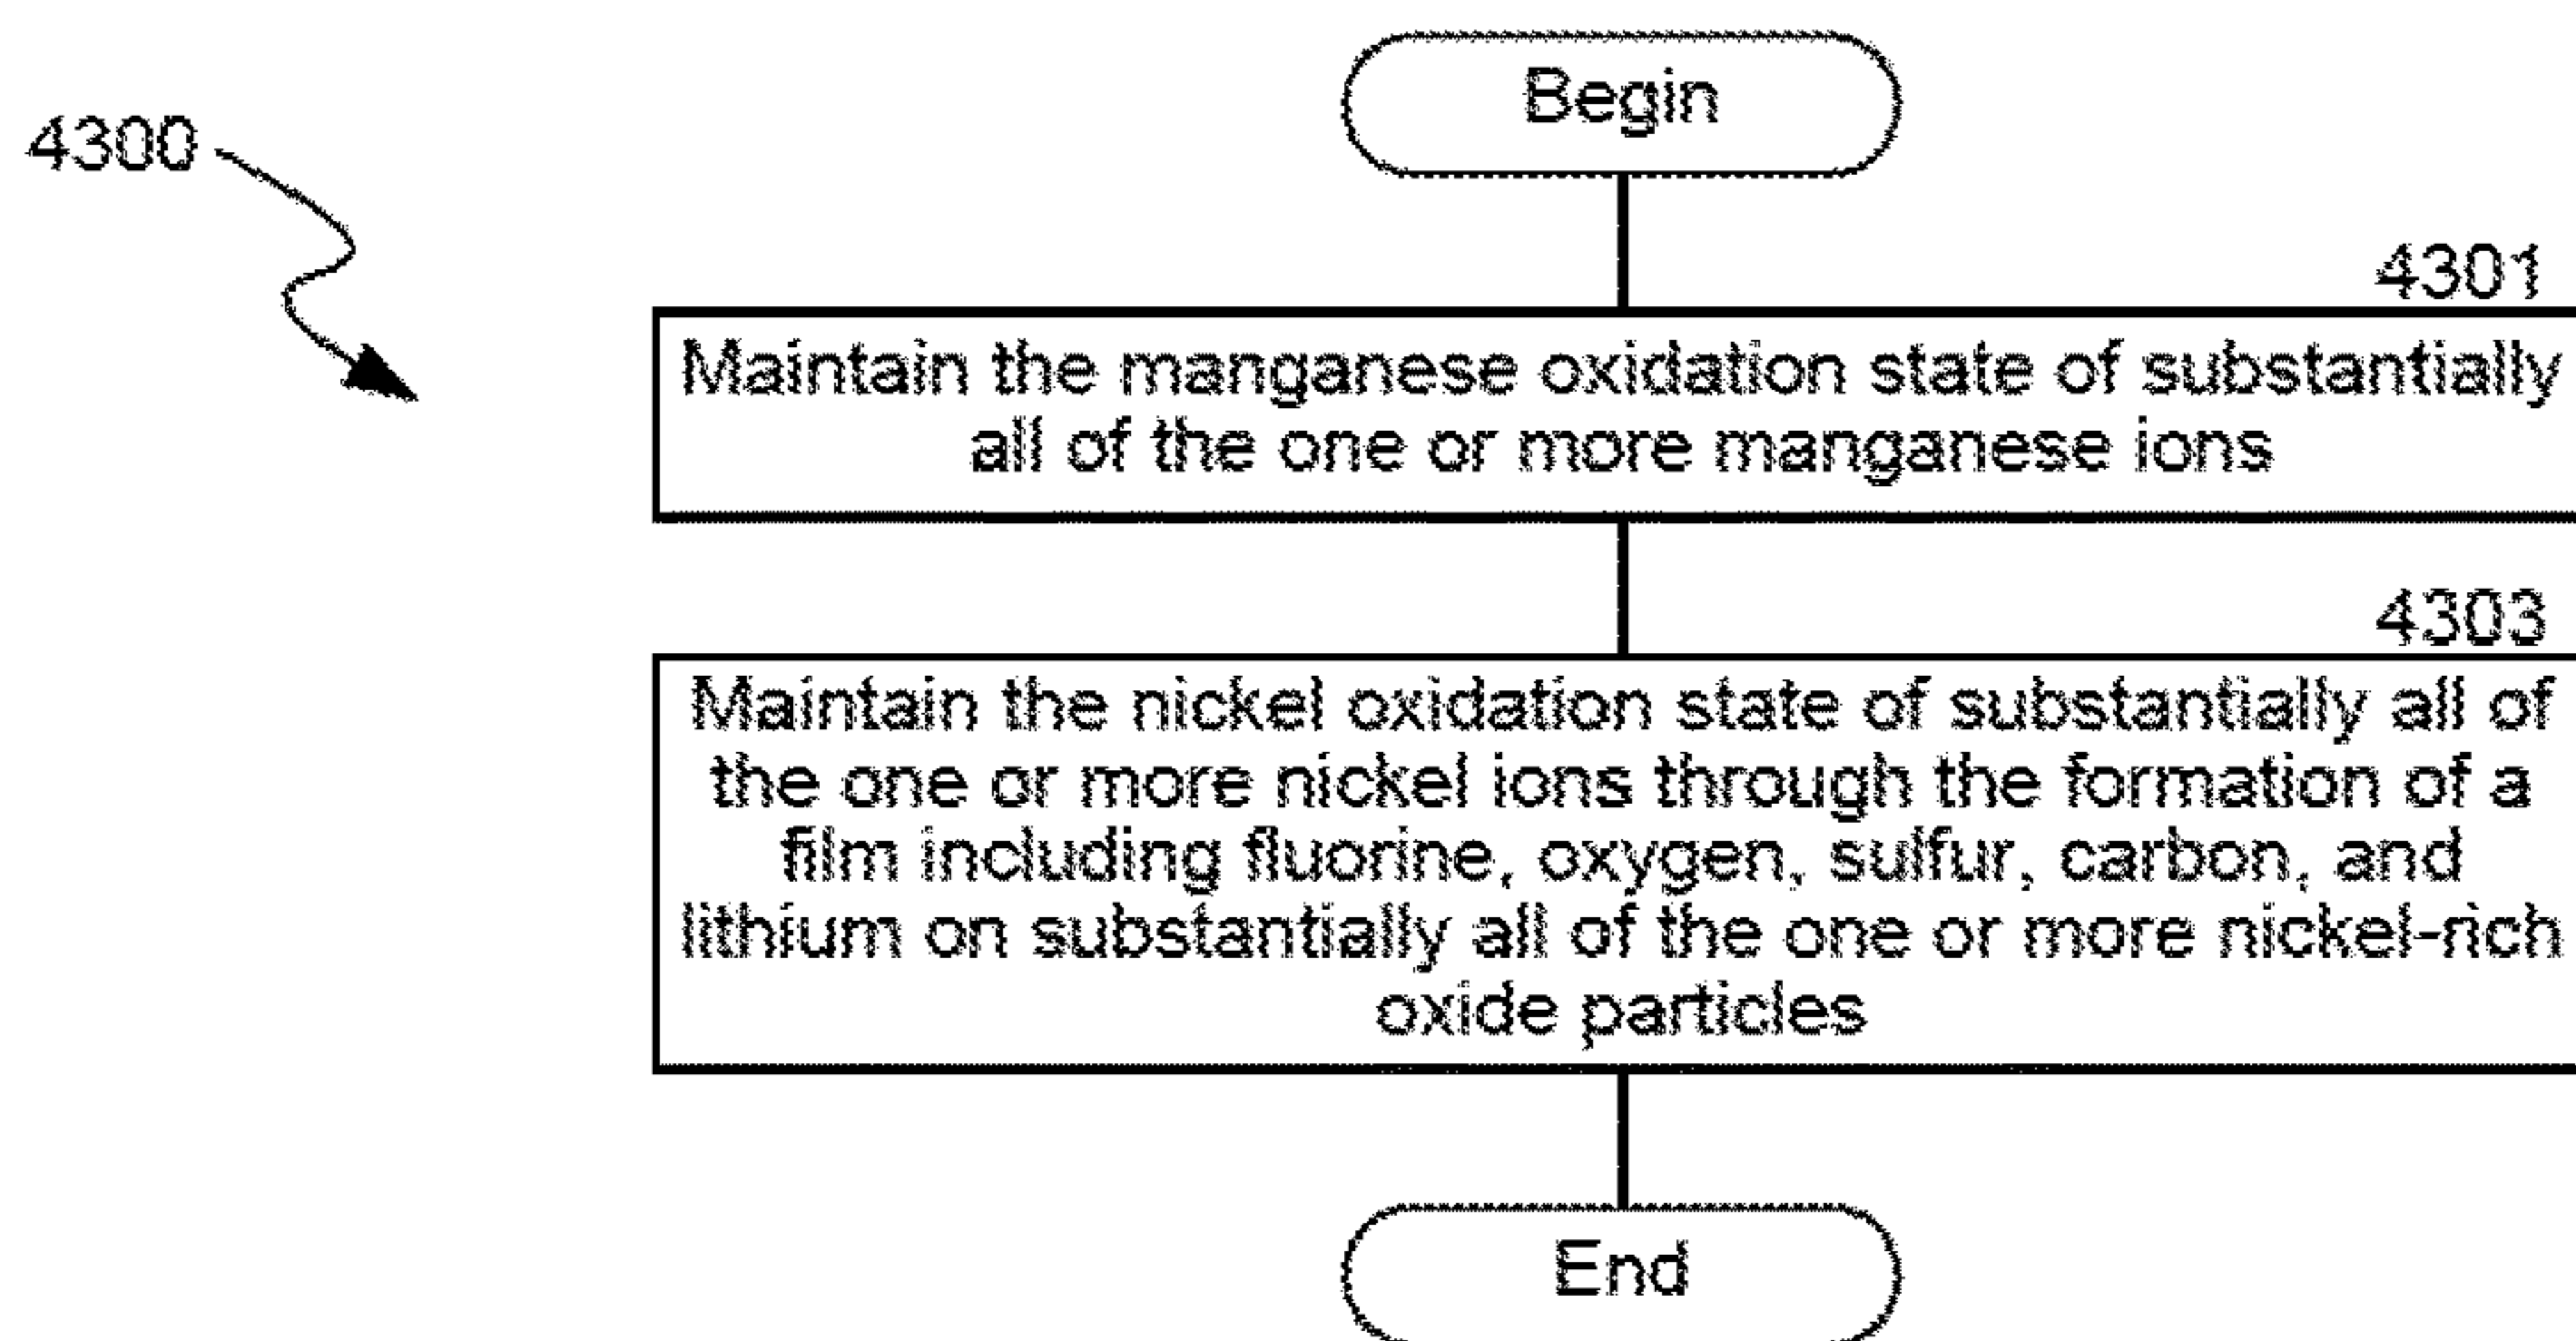 Begin
4300
4301
Maintain the manganese oxidation state of substantially
all of the one or more manganese ions
4303
Maintain the nickel oxidation state of substantially all of
the one or more nickel ions through the formation of a
film including fluorine, oxygen, sulfur, carbon, and
lithium on substantially all of the one or more nickel-rich
oxide particles
End